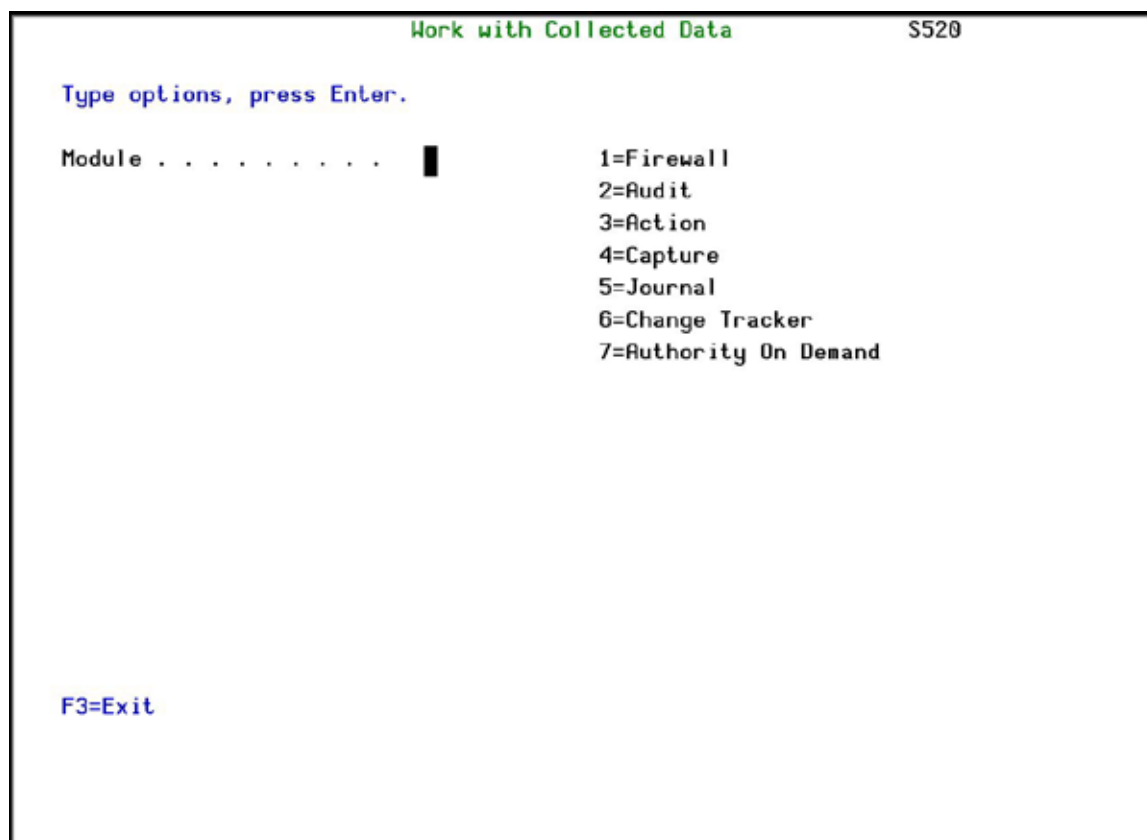 Work with Collected Data S520
Type options, press Enter.
Module . . . . . . . . . 1=Firewall
2=Audit
3=Action
4=Capture
5=Journal
6=Change Tracker
7=Authority On Demand
F3=Exit